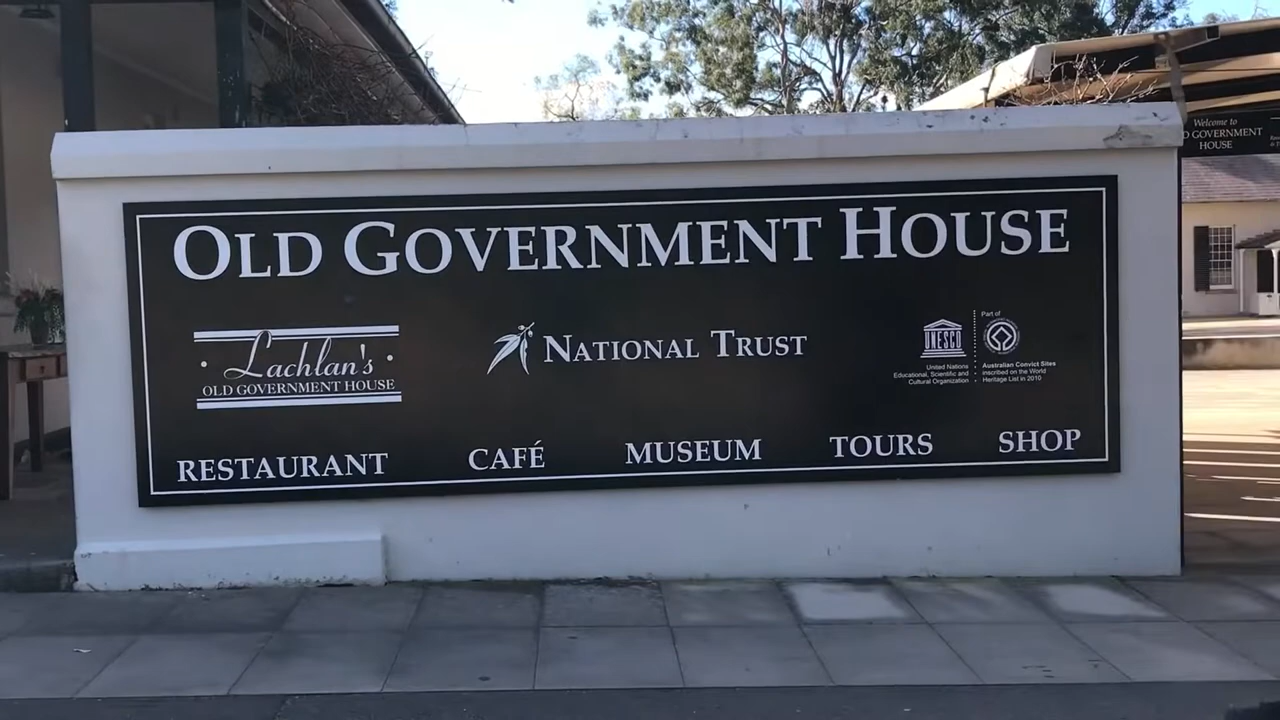 Welcome to
D GOVERNMENT
HOUSE
OLD GOVERNMENT HOUSE
Lachlan's
OLD GOVERNMENT HOUSE
NATIONAL TRUST
UNESCO
United Nations
Educational, Scientific and
Cultural Organization
Part of
Australian Convict Sites
inscribed on the World
Heritage List in 2010
RESTAURANT CAFÉ MUSEUM TOURS SHOP